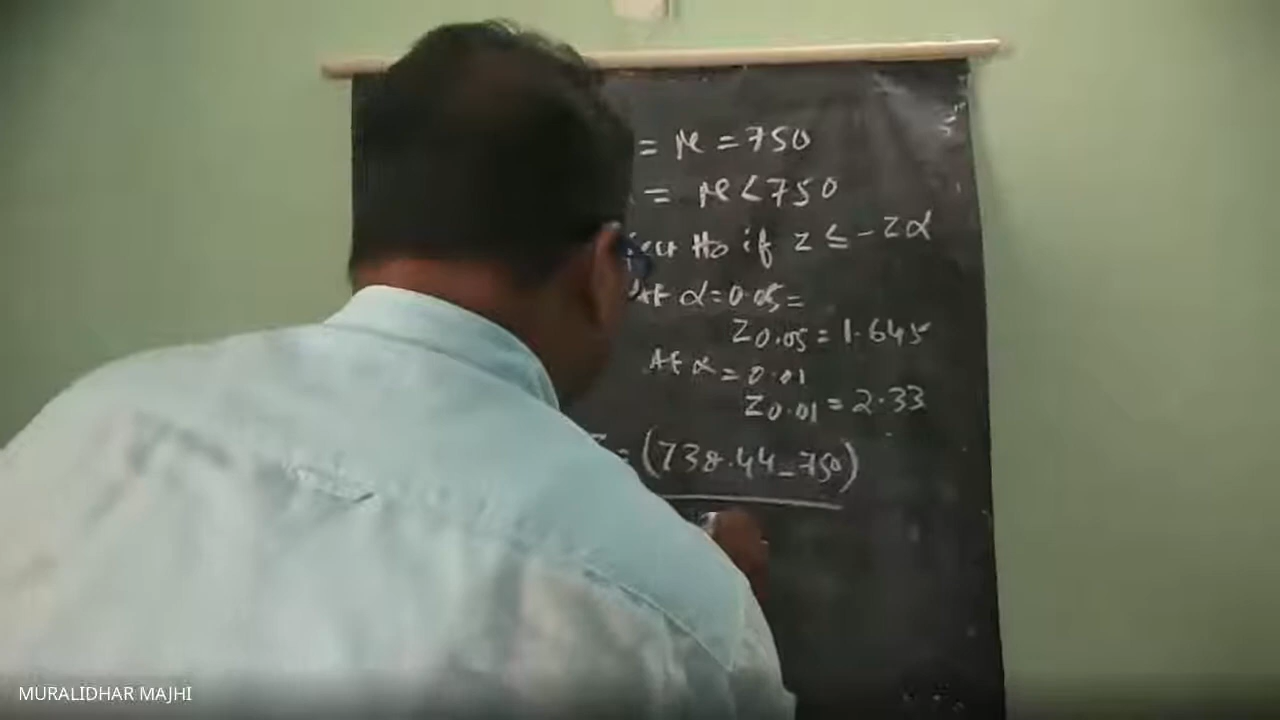 = μ = 750
= μ < 750
H₀ if z ≤ -zα
At α = 0.05 =
Z0.05 = 1.645
At α = 0.01
Z0.01 = 2.33
= (738.44 - 750)
MURALIDHAR MAJHI